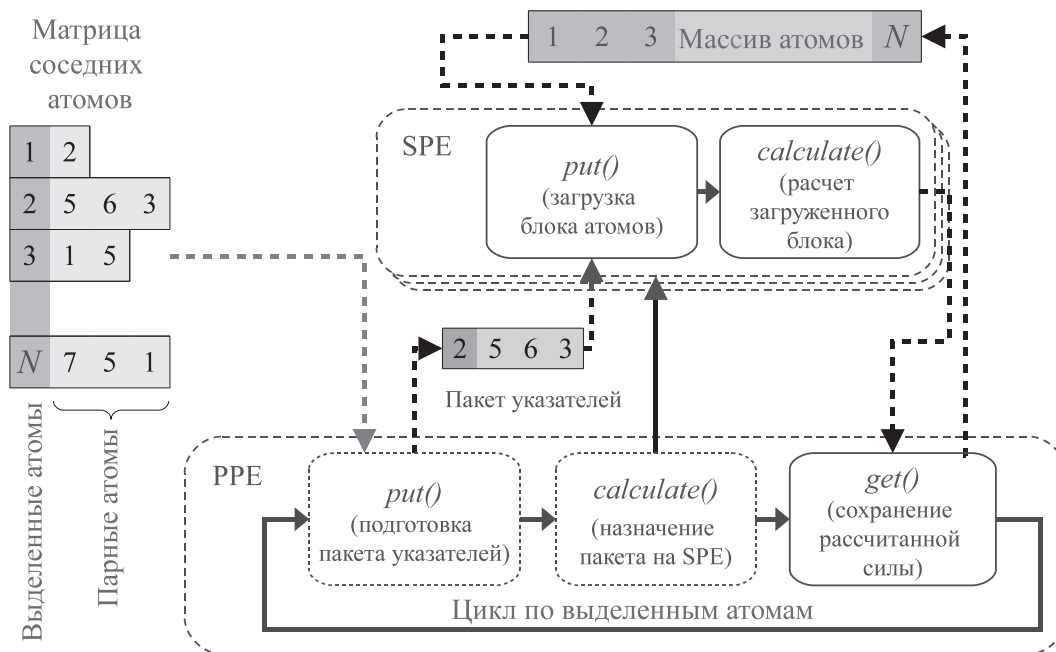 Матрица
соседних
атомов
1 2
2 5 6 3
3 1 5
N 7 5 1
Выделенные атомы
Парные атомы
1 2 3 Массив атомов N
SPE
put()
(загрузка
блока атомов)
calculate()
(расчет
загруженного
блока)
2 5 6 3
Пакет указателей
PPE
put()
(подготовка
пакета указателей)
calculate()
(назначение
пакета на SPE)
get()
(сохранение
рассчитанной
силы)
Цикл по выделенным атомам